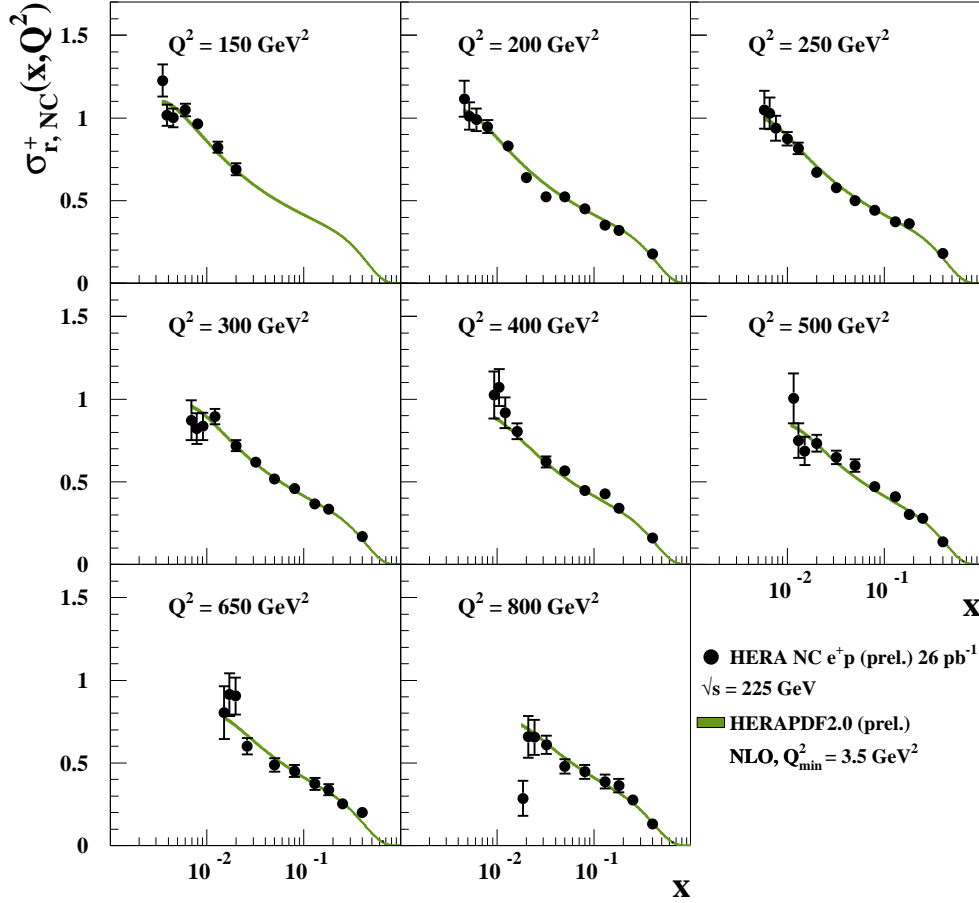 σ⁺r, NC(x,Q²)
1.5
1
0.5
0
Q² = 150 GeV²
Q² = 200 GeV²
Q² = 250 GeV²
1.5
1
0.5
0
Q² = 300 GeV²
Q² = 400 GeV²
Q² = 500 GeV²
10⁻² 10⁻¹
x
1.5
1
0.5
0
Q² = 650 GeV²
Q² = 800 GeV²
HERA NC e⁺p (prel.) 26 pb⁻¹
√s = 225 GeV
HERAPDF2.0 (prel.)
NLO, Q²min = 3.5 GeV²
10⁻² 10⁻¹
10⁻² 10⁻¹
x